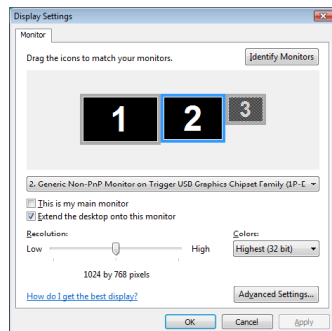 Display Settings
Monitor
Drag the icons to match your monitors.
Identify Monitors
1
2
3
2. Generic Non-PnP Monitor on Trigger USB Graphics Chipset Family (1P-E
This is my main monitor
Extend the desktop onto this monitor
Resolution:
Colors:
Low
High
Highest (32 bit)
1024 by 768 pixels
How do I get the best display?
Advanced Settings...
OK
Cancel
Apply